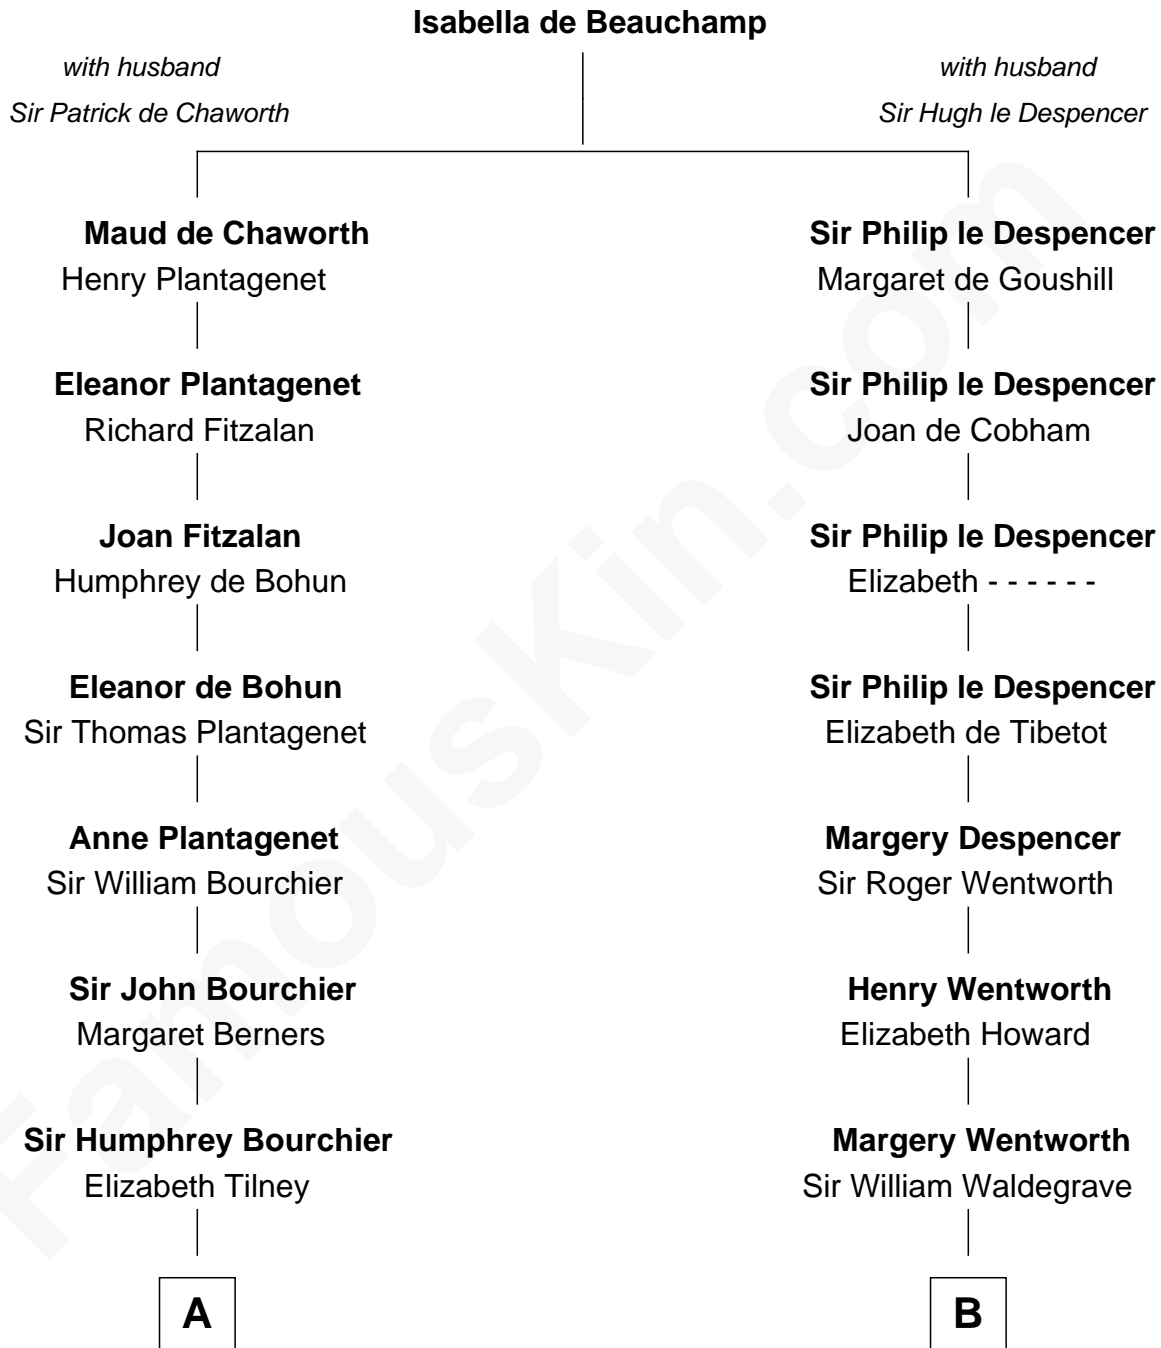 Isabella de Beauchamp
with husband
Sir Patrick de Chaworth
with husband
Sir Hugh le Despencer
Maud de Chaworth
Henry Plantagenet
Sir Philip le Despencer
Margaret de Goushill
Eleanor Plantagenet
Richard Fitzalan
Sir Philip le Despencer
Joan de Cobham
Joan Fitzalan
Humphrey de Bohun
Sir Philip le Despencer
Elizabeth - - - - - -
Eleanor de Bohun
Sir Thomas Plantagenet
Sir Philip le Despencer
Elizabeth de Tibetot
Anne Plantagenet
Sir William Bourchier
Margery Despencer
Sir Roger Wentworth
Sir John Bourchier
Margaret Berners
Henry Wentworth
Elizabeth Howard
Sir Humphrey Bourchier
Elizabeth Tilney
Margery Wentworth
Sir William Waldegrave
A
B
FamousKin.com